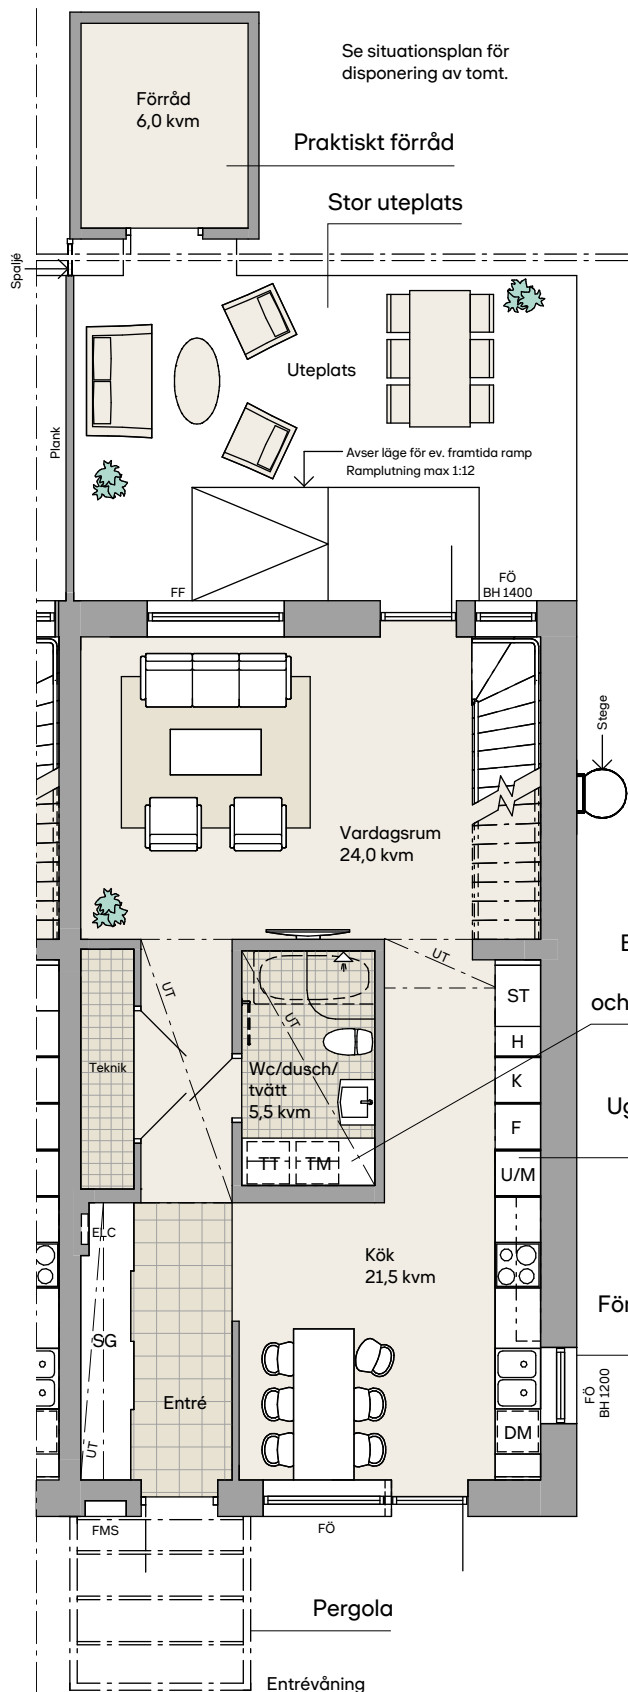 Se situationsplan för
disponering av tomt.
Förråd
6,0 kvm
Praktiskt förråd
Stor uteplats
Spaljé
Uteplats
Plank
Avser läge för ev. framtida ramp
Ramplutning max 1:12
FF
FÖ
BH 1400
Stege
Vardagsrum
24,0 kvm
E
UT
UT
ST
och
UT
H
Teknik
Wc/dusch/
tvätt
5,5 kvm
K
Ug
F
TT
TM
U/M
ELC
Kök
21,5 kvm
För
SG
Entré
FÖ
BH 1200
UT
DM
FMS
FÖ
Pergola
Entrévåning